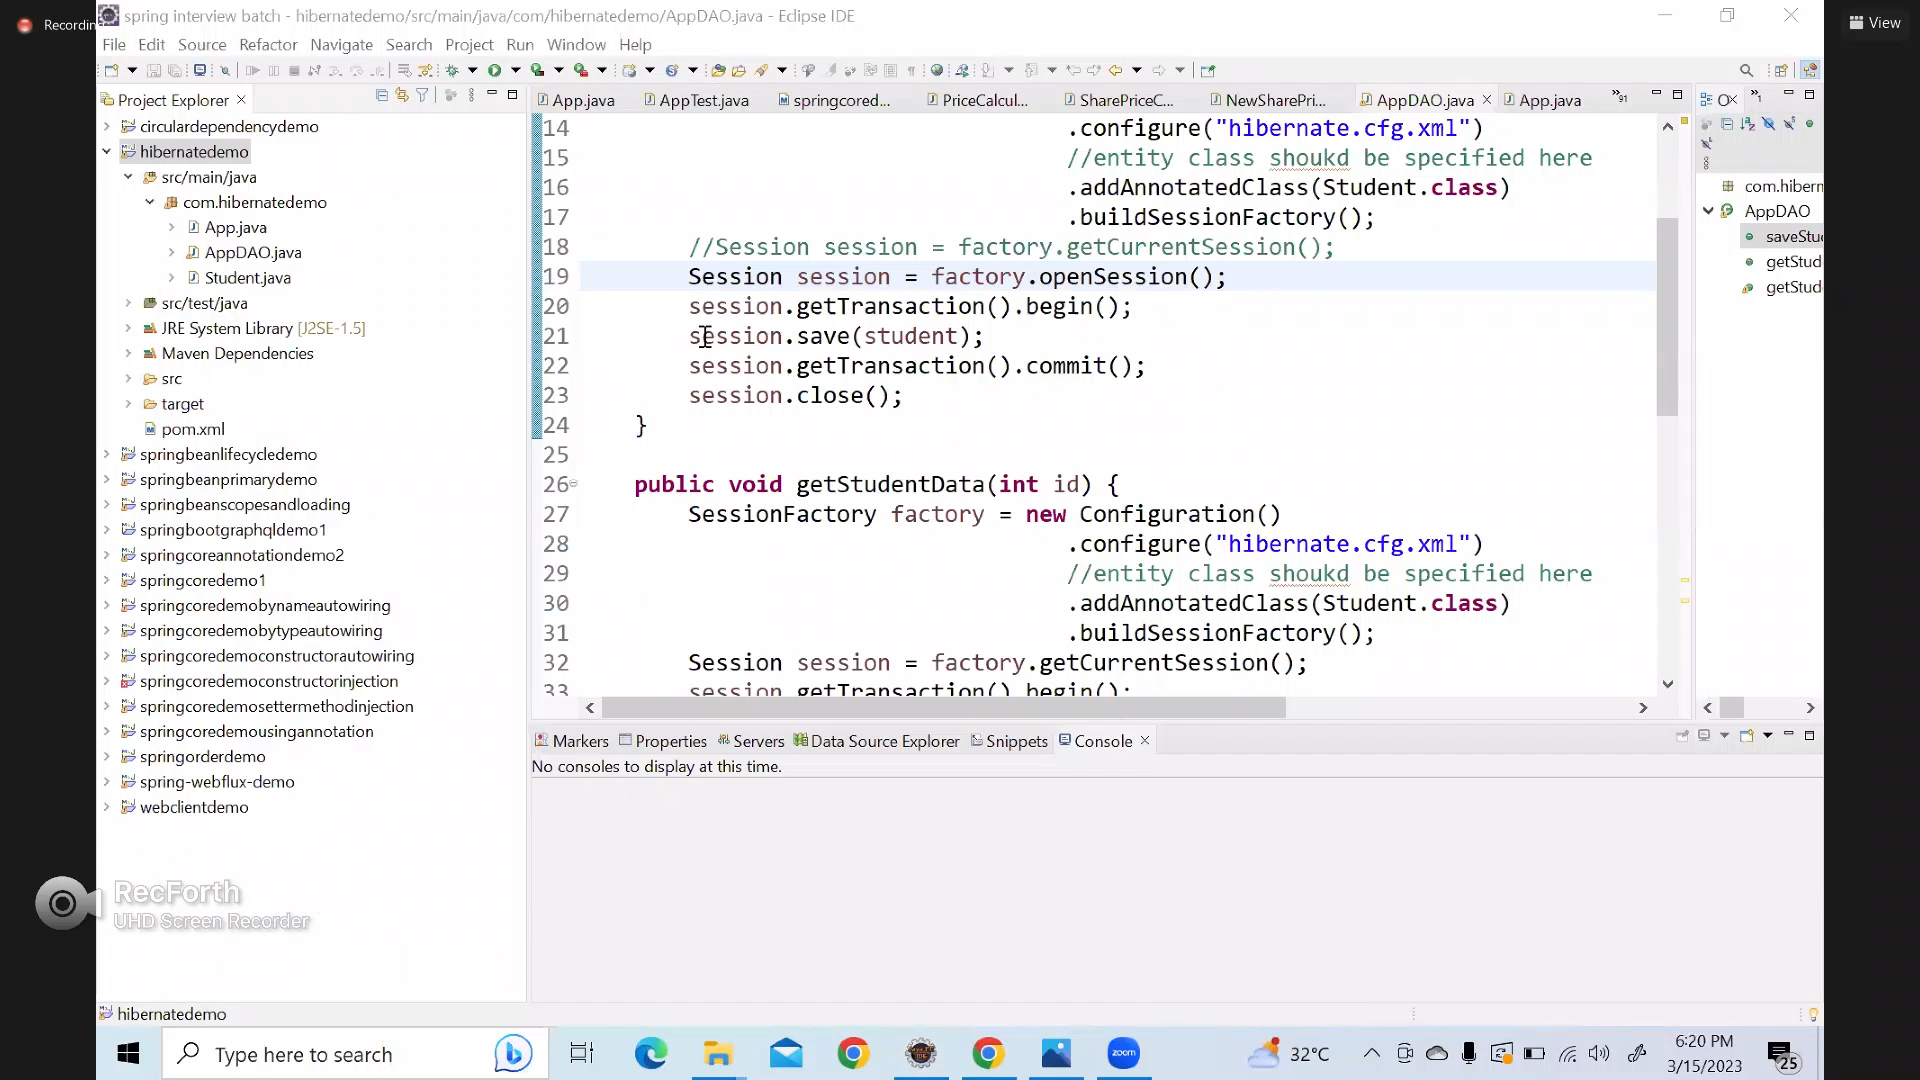 Recordin
spring interview batch - hibernatedemo/src/main/java/com/hibernatedemo/AppDAO.java - Eclipse IDE
View
File Edit Source Refactor Navigate Search Project Run Window Help
Project Explorer
App.java AppTest.java springcored... PriceCalcul... SharePriceC... NewSharePri... AppDAO.java App.java 91
circulardependencydemo
hibernatedemo
src/main/java
com.hibernatedemo
App.java
AppDAO.java
Student.java
src/test/java
JRE System Library [J2SE-1.5]
Maven Dependencies
src
target
pom.xml
springbeanlifecycledemo
springbeanprimarydemo
springbeanscopesandloading
springbootgraphqldemo1
springcoreannotationdemo2
springcoredemo1
springcoredemobynameautowiring
springcoredemobytypeautowiring
springcoredemoconstructorautowiring
springcoredemoconstructorinjection
springcoredemosettermethodinjection
springcoredemousingannotation
springorderdemo
spring-webflux-demo
webclientdemo
14 .configure("hibernate.cfg.xml")
15 //entity class shoukd be specified here
16 .addAnnotatedClass(Student.class)
17 .buildSessionFactory();
18 //Session session = factory.getCurrentSession();
19 Session session = factory.openSession();
20 session.getTransaction().begin();
21 session.save(student);
22 session.getTransaction().commit();
23 session.close();
24 }
25
26 public void getStudentData(int id) {
27 SessionFactory factory = new Configuration()
28 .configure("hibernate.cfg.xml")
29 //entity class shoukd be specified here
30 .addAnnotatedClass(Student.class)
31 .buildSessionFactory();
32 Session session = factory.getCurrentSession();
33 session.getTransaction().begin();
com.hibern
AppDAO
saveStu
getStud
getStud
Markers Properties Servers Data Source Explorer Snippets Console
No consoles to display at this time.
RecForth
UHD Screen Recorder
hibernatedemo
Type here to search
zoom
32°C
6:20 PM
3/15/2023
25